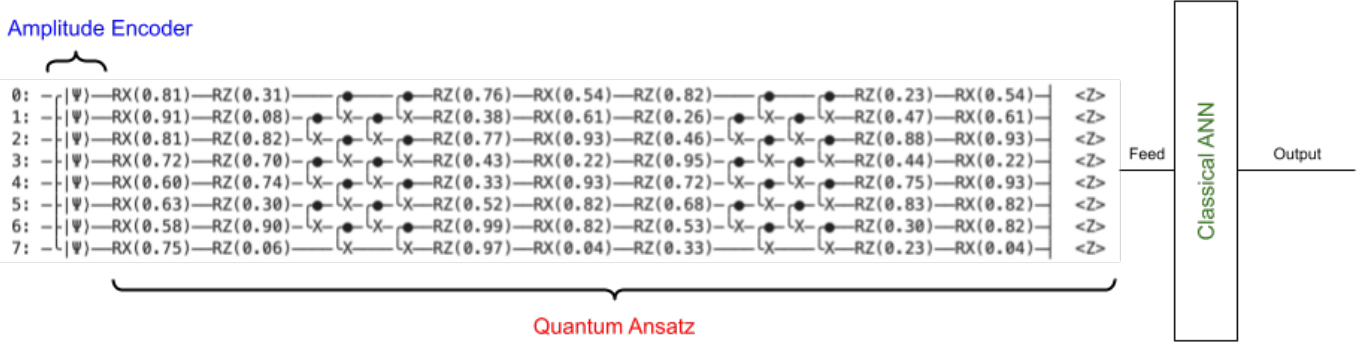 Amplitude Encoder
0: -╭|Ψ⟩—RX(0.81)—RZ(0.31)————╭●————╭●—RZ(0.76)—RX(0.54)—RZ(0.82)————╭●————╭●—RZ(0.23)—RX(0.54)—┤ <Z>
1: -├|Ψ⟩—RX(0.91)—RZ(0.08)—╭●-╰X-╭●-╰X—RZ(0.38)—RX(0.61)—RZ(0.26)-╭●-╰X-╭●-╰X—RZ(0.47)—RX(0.61)—┤ <Z>
2: -├|Ψ⟩—RX(0.81)—RZ(0.82)-╰X-╭●-╰X-╭●—RZ(0.77)—RX(0.93)—RZ(0.46)-╰X-╭●-╰X-╭●—RZ(0.88)—RX(0.93)—┤ <Z>
3: -├|Ψ⟩—RX(0.72)—RZ(0.70)-╭●-╰X-╭●-╰X—RZ(0.43)—RX(0.22)—RZ(0.95)-╭●-╰X-╭●-╰X—RZ(0.44)—RX(0.22)—┤ <Z>
4: -├|Ψ⟩—RX(0.60)—RZ(0.74)-╰X-╭●-╰X-╭●—RZ(0.33)—RX(0.93)—RZ(0.72)-╰X-╭●-╰X-╭●—RZ(0.75)—RX(0.93)—┤ <Z>
5: -├|Ψ⟩—RX(0.63)—RZ(0.30)-╭●-╰X-╭●-╰X—RZ(0.52)—RX(0.82)—RZ(0.68)-╭●-╰X-╭●-╰X—RZ(0.83)—RX(0.82)—┤ <Z>
6: -├|Ψ⟩—RX(0.58)—RZ(0.90)-╰X-╭●-╰X-╭●—RZ(0.99)—RX(0.82)—RZ(0.53)-╰X-╭●-╰X-╭●—RZ(0.30)—RX(0.82)—┤ <Z>
7: -╰|Ψ⟩—RX(0.75)—RZ(0.06)————╰X————╰X—RZ(0.97)—RX(0.04)—RZ(0.33)————╰X————╰X—RZ(0.23)—RX(0.04)—┤ <Z>
Quantum Ansatz
Feed
Classical ANN
Output